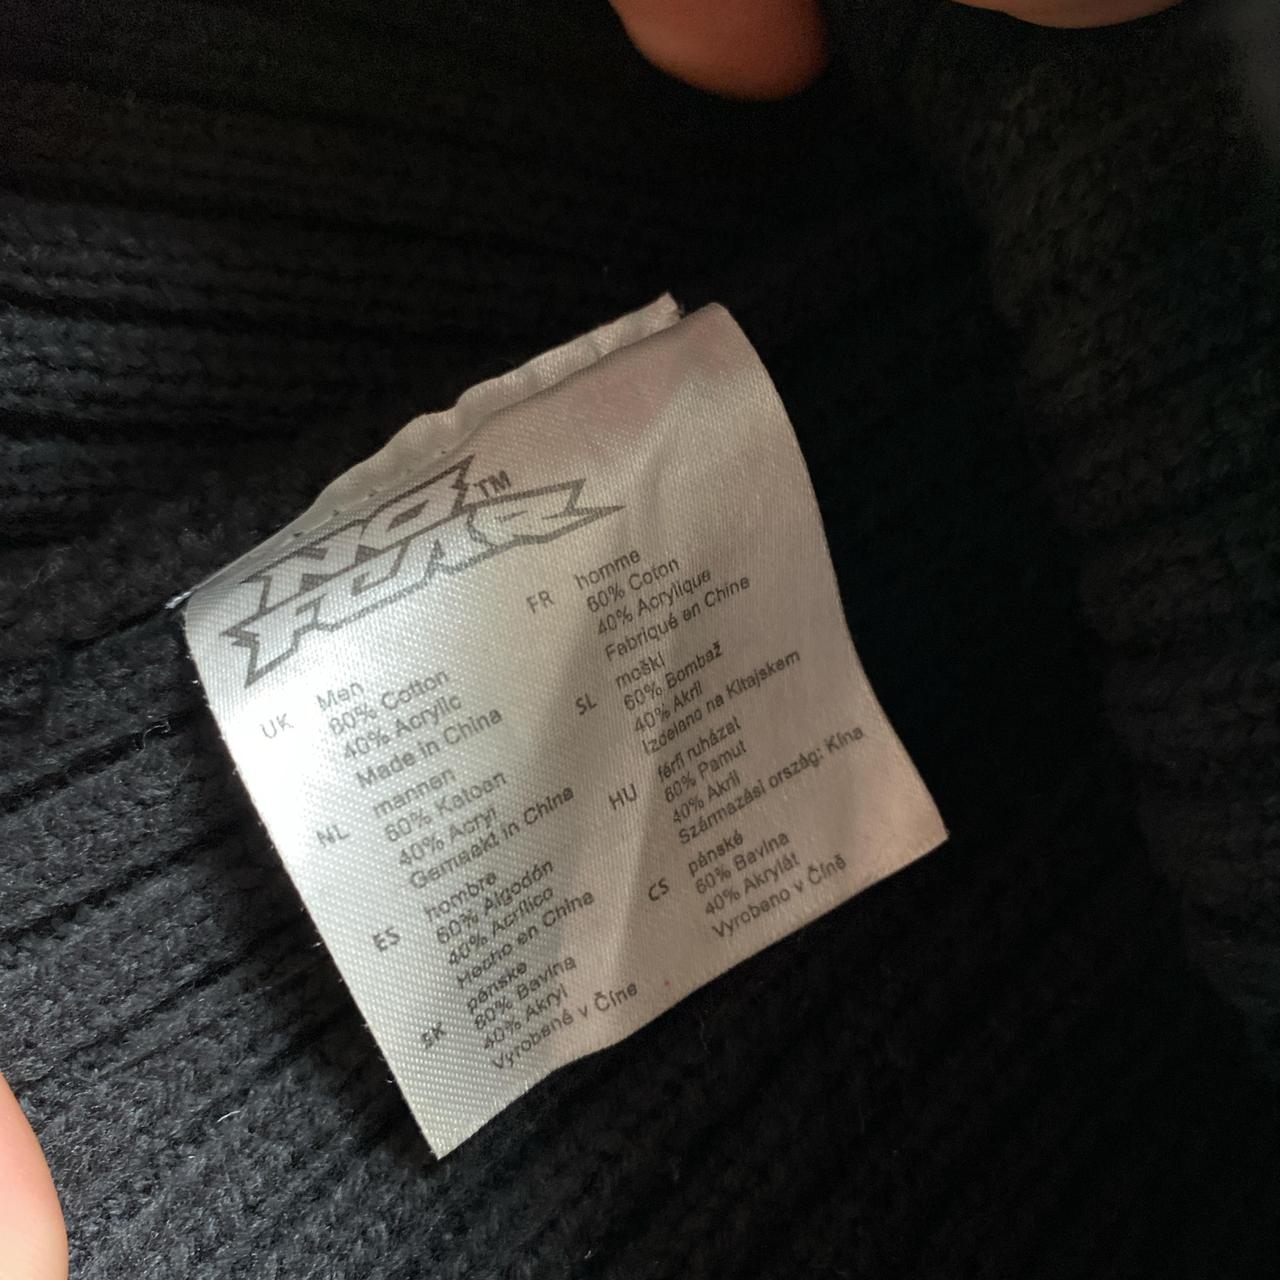 NO
FEAR
TM
UK
Men
60% Cotton
40% Acrylic
Made in China
NL
mannen
60% Katoen
40% Acryl
Gemaakt in China
ES
hombre
60% Algodón
40% Acrílico
Hecho en China
SK
pánske
60% Bavlna
40% Akryl
Vyrobené v Číne
FR
homme
60% Coton
40% Acrylique
Fabriqué en Chine
SL
moški
60% Bombaž
40% Akril
Izdelano na Kitajskem
HU
férfi ruházat
60% Pamut
40% Akril
Származási ország: Kína
CS
pánské
60% Bavlna
40% Akrylát
Vyrobeno v Číně